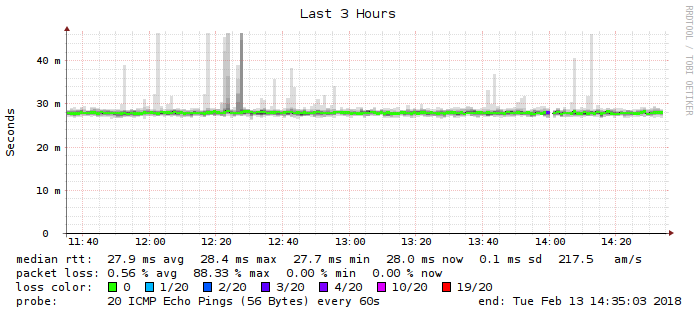 Last 3 Hours
RRDTOOL / TOBI OETIKER
Seconds
40 m
30 m
20 m
10 m
0
11:40 12:00 12:20 12:40 13:00 13:20 13:40 14:00 14:20
median rtt: 27.9 ms avg 28.4 ms max 27.7 ms min 28.0 ms now 0.1 ms sd 217.5 am/s
packet loss: 0.56 % avg 88.33 % max 0.00 % min 0.00 % now
loss color: 0 1/20 2/20 3/20 4/20 10/20 19/20
probe: 20 ICMP Echo Pings (56 Bytes) every 60s end: Tue Feb 13 14:35:03 2018